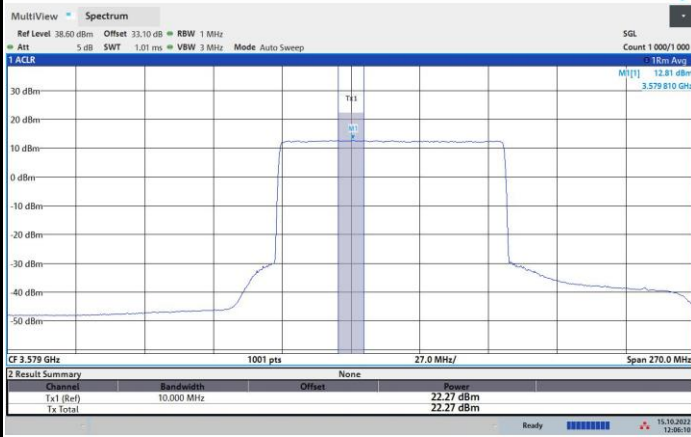 MultiView Spectrum
Ref Level 38.60 dBm Offset 33.10 dB RBW 1 MHz SGL
Att 5 dB SWT 1.01 ms VBW 3 MHz Mode Auto Sweep Count 1 000/1 000
1 ACLR 1Rm Avg
M1[1] 12.81 dBm
3.579 810 GHz
30 dBm
Tx1
20 dBm
M1
10 dBm
0 dBm
-10 dBm
-20 dBm
-30 dBm
-40 dBm
-50 dBm
CF 3.579 GHz 1001 pts 27.0 MHz/ Span 270.0 MHz
2 Result Summary None
Channel Bandwidth Offset Power
Tx1 (Ref) 10.000 MHz 22.27 dBm
Tx Total 22.27 dBm
Ready 15.10.2022
12:06:10